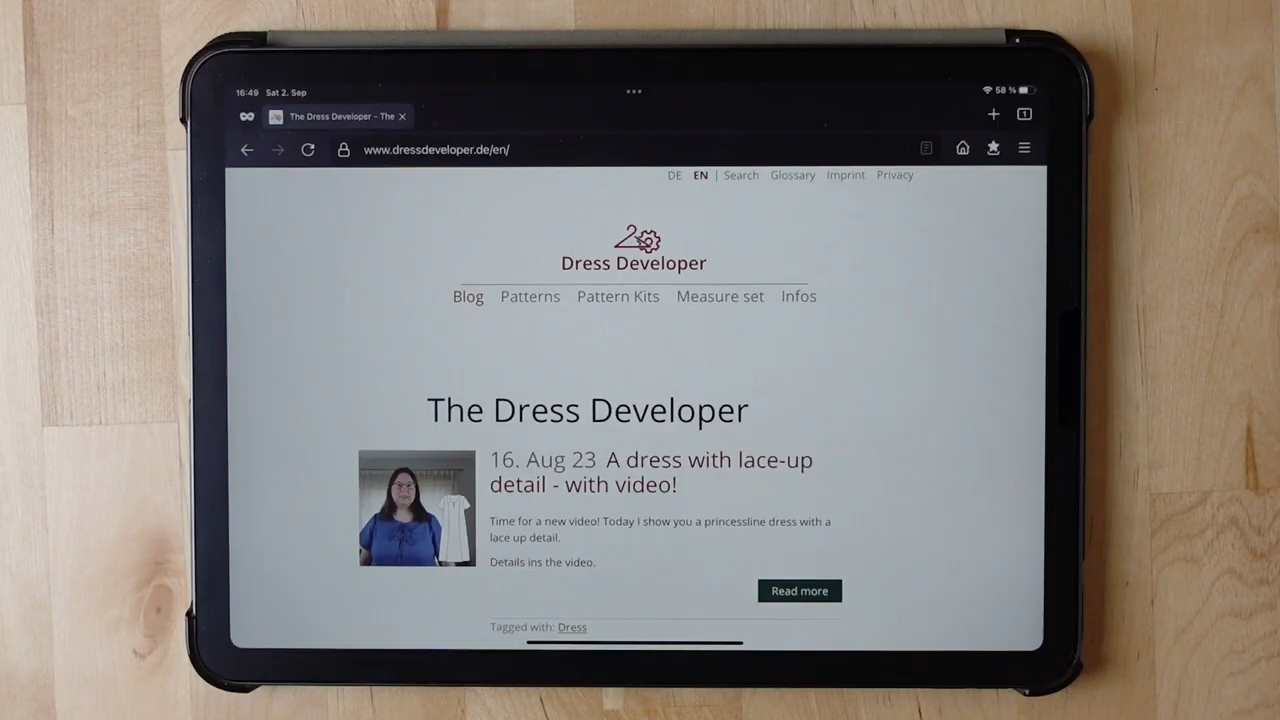 16:49 Sat 2. Sep
58 %
The Dress Developer - The
1
www.dressdeveloper.de/en/
DE EN | Search Glossary Imprint Privacy
Dress Developer
Blog Patterns Pattern Kits Measure set Infos
The Dress Developer
16. Aug 23 A dress with lace-up
detail - with video!
Time for a new video! Today I show you a princessline dress with a
lace up detail.
Details ins the video.
Read more
Tagged with: Dress